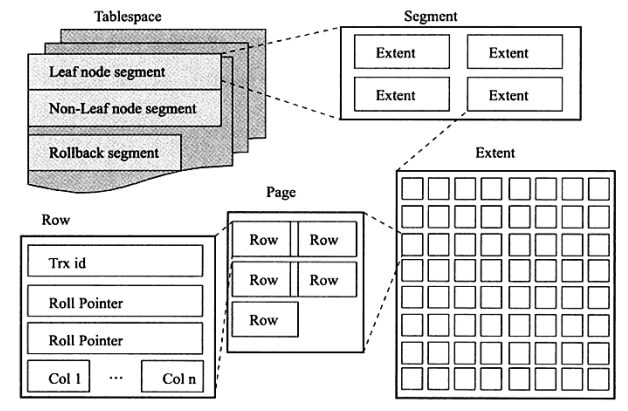 Tablespace
Segment
Leaf node segment
Non-Leaf node segment
Rollback segment
Extent Extent
Extent Extent
Extent
Page
Row
Row Row
Row Row
Row
Trx id
Roll Pointer
Roll Pointer
Col 1 ... Col n